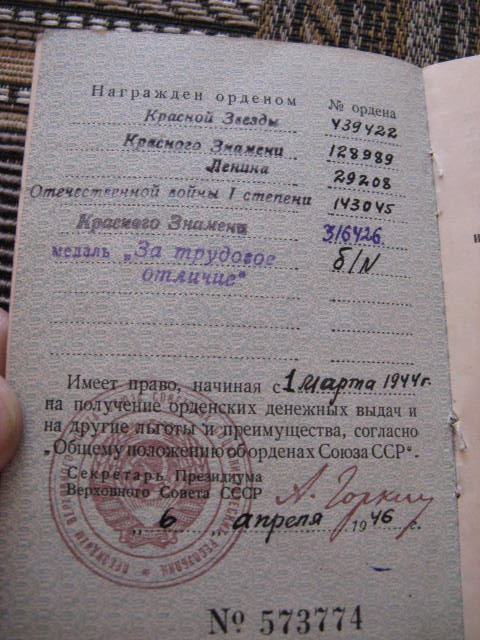 Награжден орденом № ордена
Красной Звезды 439422
Красного Знамени 128989
Ленина 29208
Отечественной войны I степени 143045
Красного Знамени 316426
медаль „За трудовое б/N
отличие"
Имеет право, начиная с 1 марта 1944 г.
на получение орденских денежных выдач и
на другие льготы и преимущества, согласно
„Общему положению об орденах Союза ССР".
Секретарь Президиума
Верховного Совета СССР А. Горкин
„ 6 „ апреля 1946 г.
№ 573774